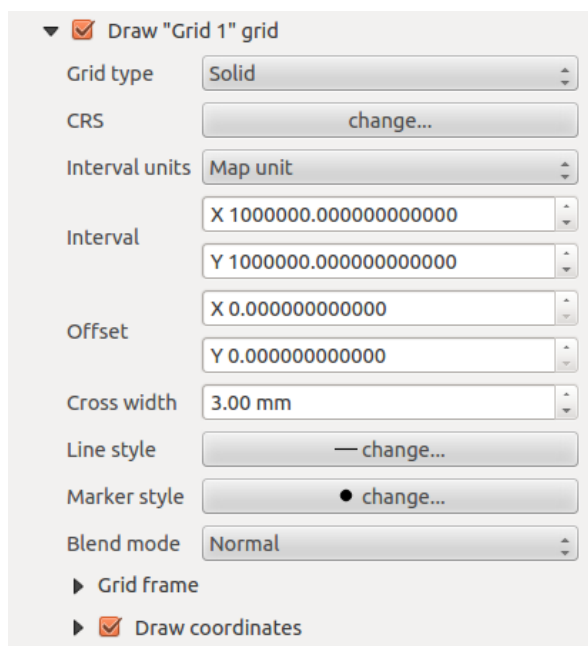 Draw "Grid 1" grid
Grid type Solid
CRS change...
Interval units Map unit
Interval
X 1000000.000000000000
Y 1000000.000000000000
Offset
X 0.000000000000
Y 0.000000000000
Cross width 3.00 mm
Line style change...
Marker style change...
Blend mode Normal
Grid frame
Draw coordinates